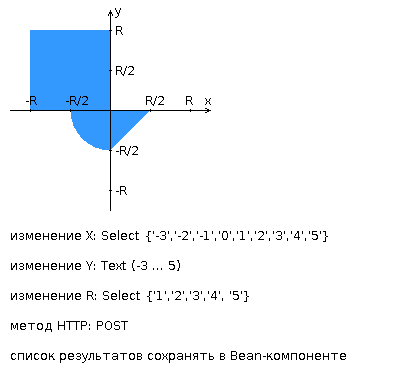 y
R
R/2
-R -R/2 R/2 R x
-R/2
-R
изменение X: Select {'-3','-2','-1','0','1','2','3','4','5'}
изменение Y: Text (-3 ... 5)
изменение R: Select {'1','2','3','4', '5'}
метод HTTP: POST
список результатов сохранять в Bean-компоненте